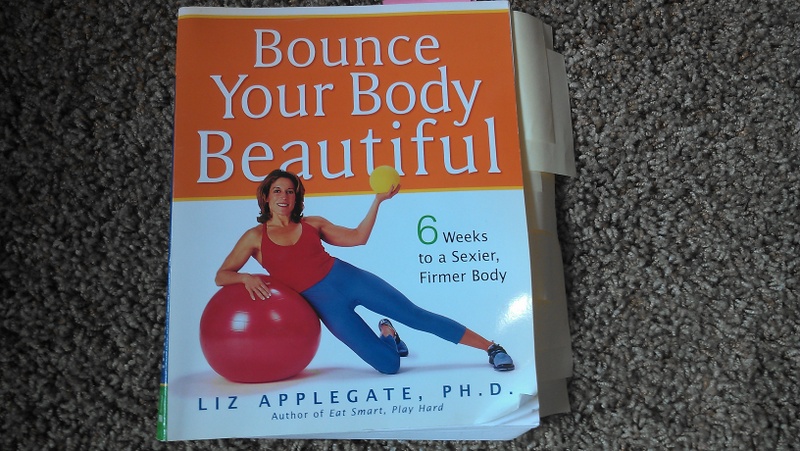 Bounce
Your Body
Beautiful
6 Weeks
to a Sexier,
Firmer Body
LIZ APPLEGATE, PH.D.
Author of Eat Smart, Play Hard